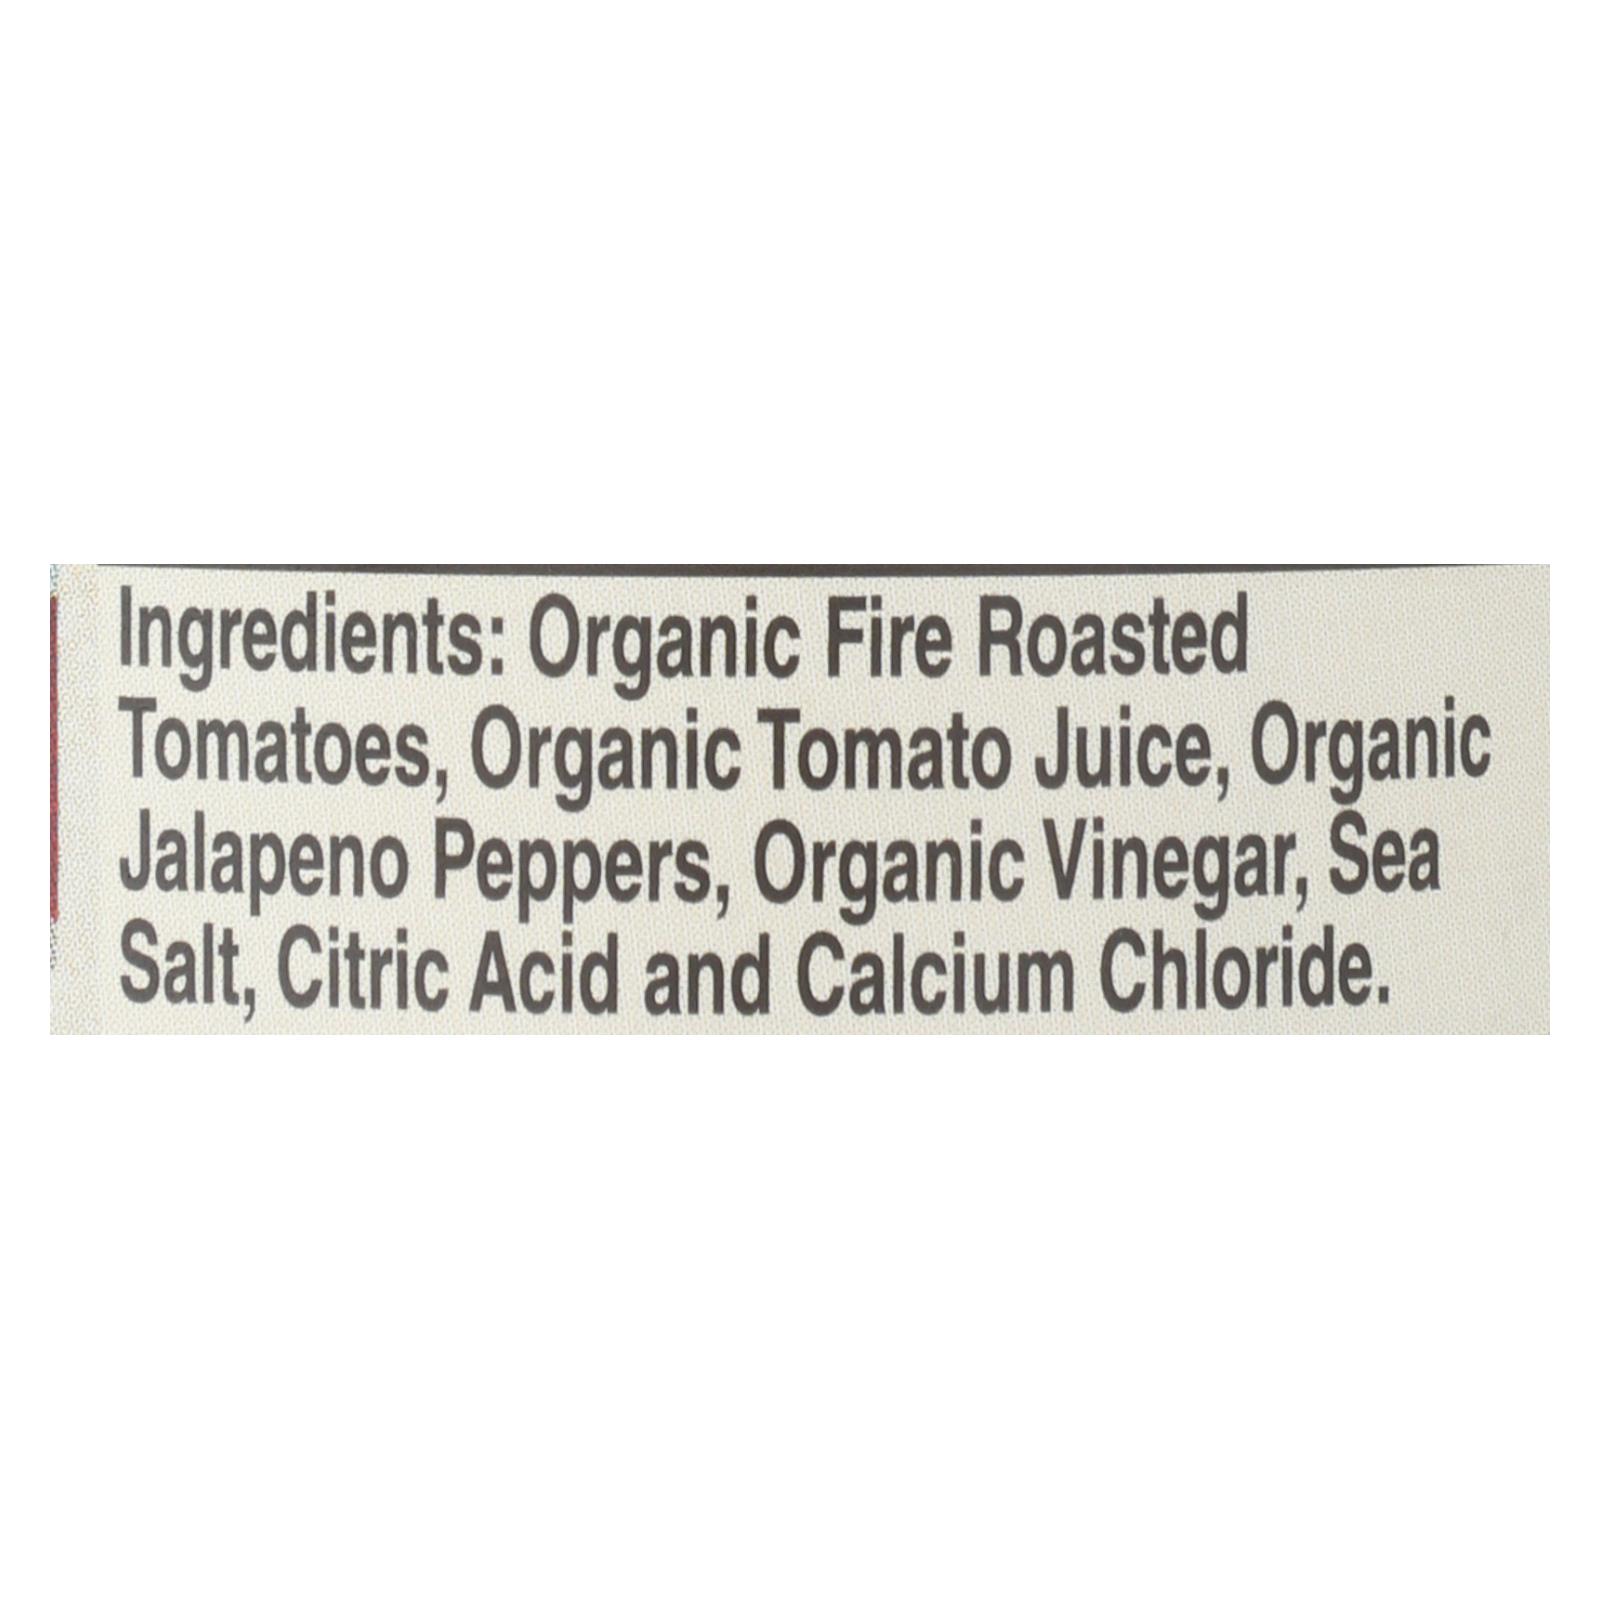 Ingredients: Organic Fire Roasted
Tomatoes, Organic Tomato Juice, Organic
Jalapeno Peppers, Organic Vinegar, Sea
Salt, Citric Acid and Calcium Chloride.